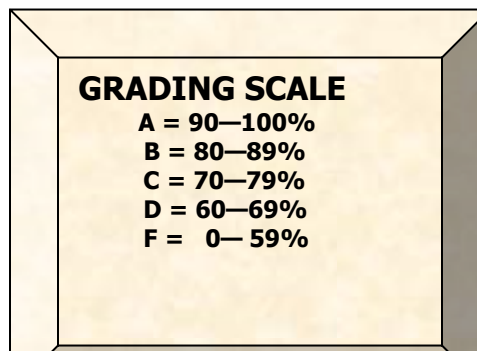 GRADING SCALE
A = 90—100%
B = 80—89%
C = 70—79%
D = 60—69%
F = 0— 59%